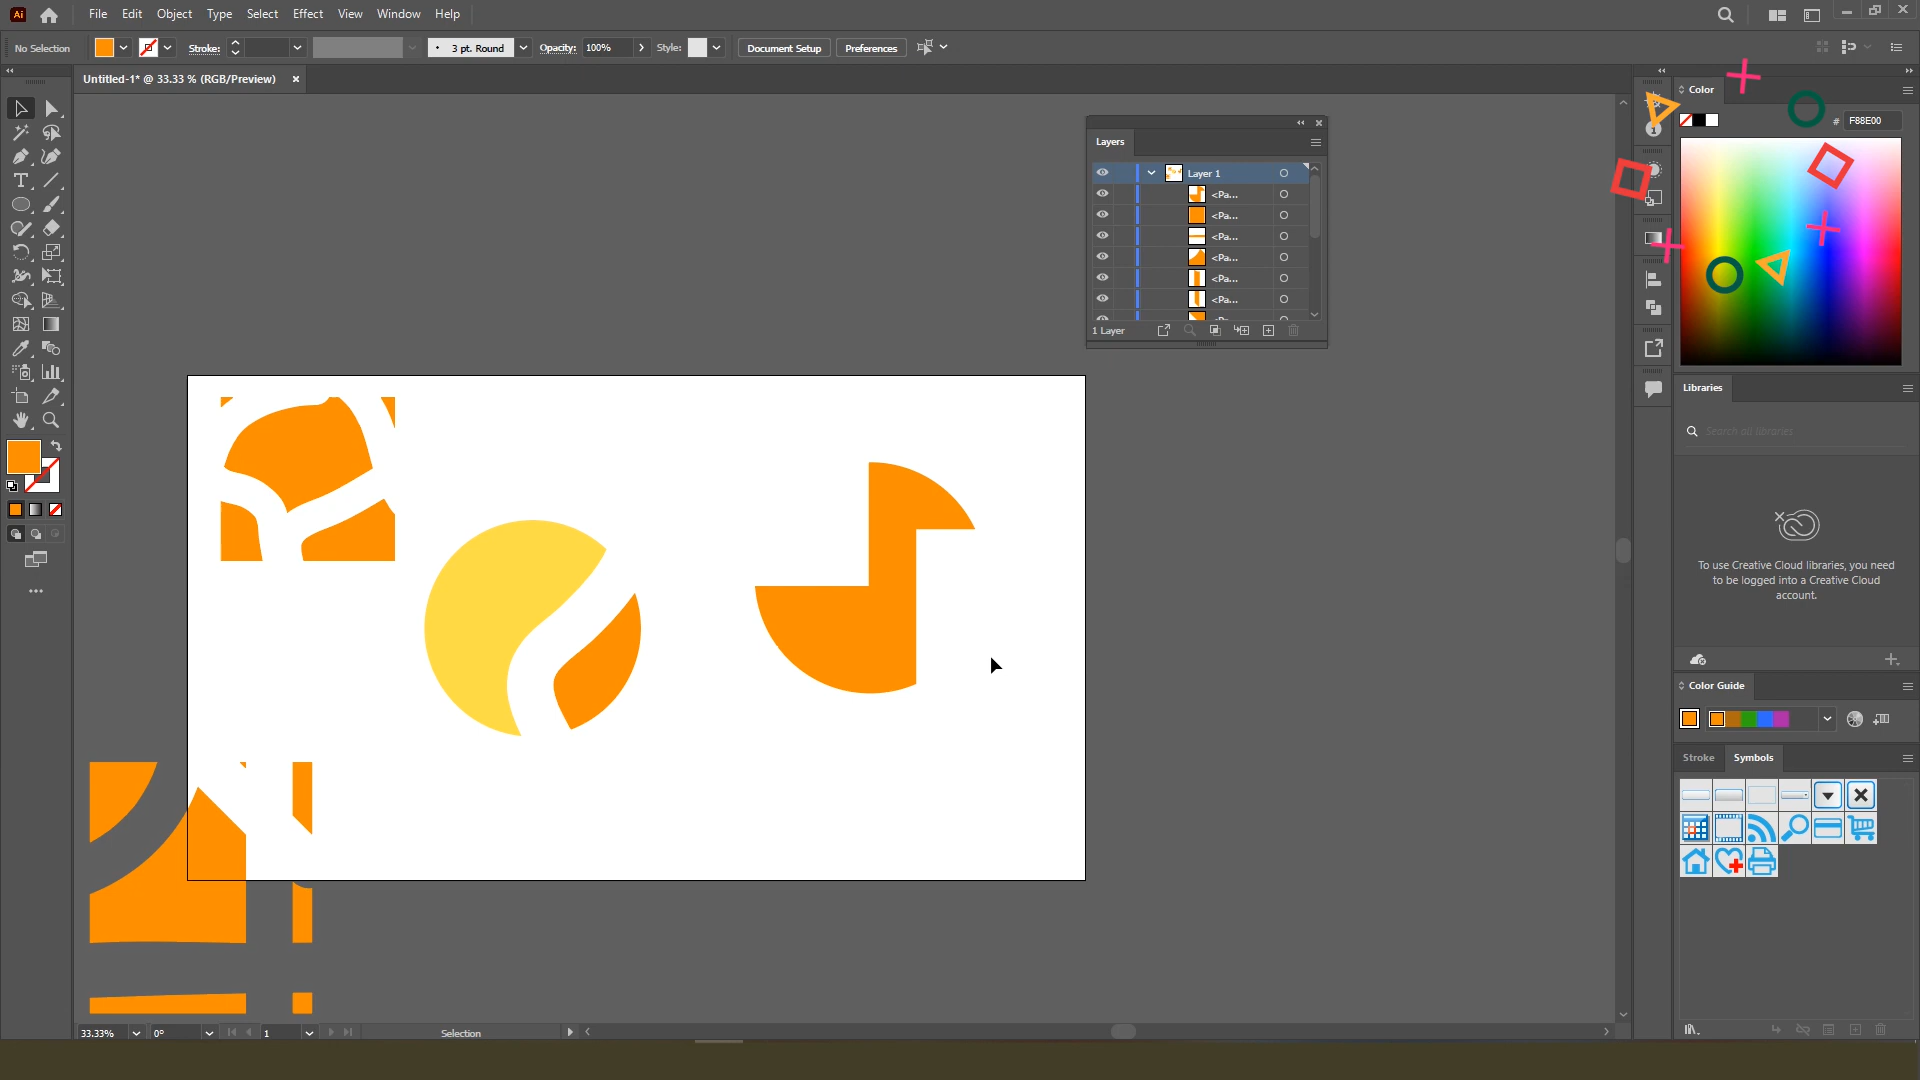 Ai File Edit Object Type Select Effect View Window Help
No Selection Stroke: 3 pt. Round Opacity: 100% Style: Document Setup Preferences
Untitled-1* @ 33.33 % (RGB/Preview)
Layers
Layer 1
<Pa...
<Pa...
<Pa...
<Pa...
<Pa...
<Pa...
1 Layer
Color
# F88E00
Libraries
Search all libraries
To use Creative Cloud libraries, you need
to be logged into a Creative Cloud
account.
Color Guide
Stroke Symbols
33.33% 0° 1 Selection